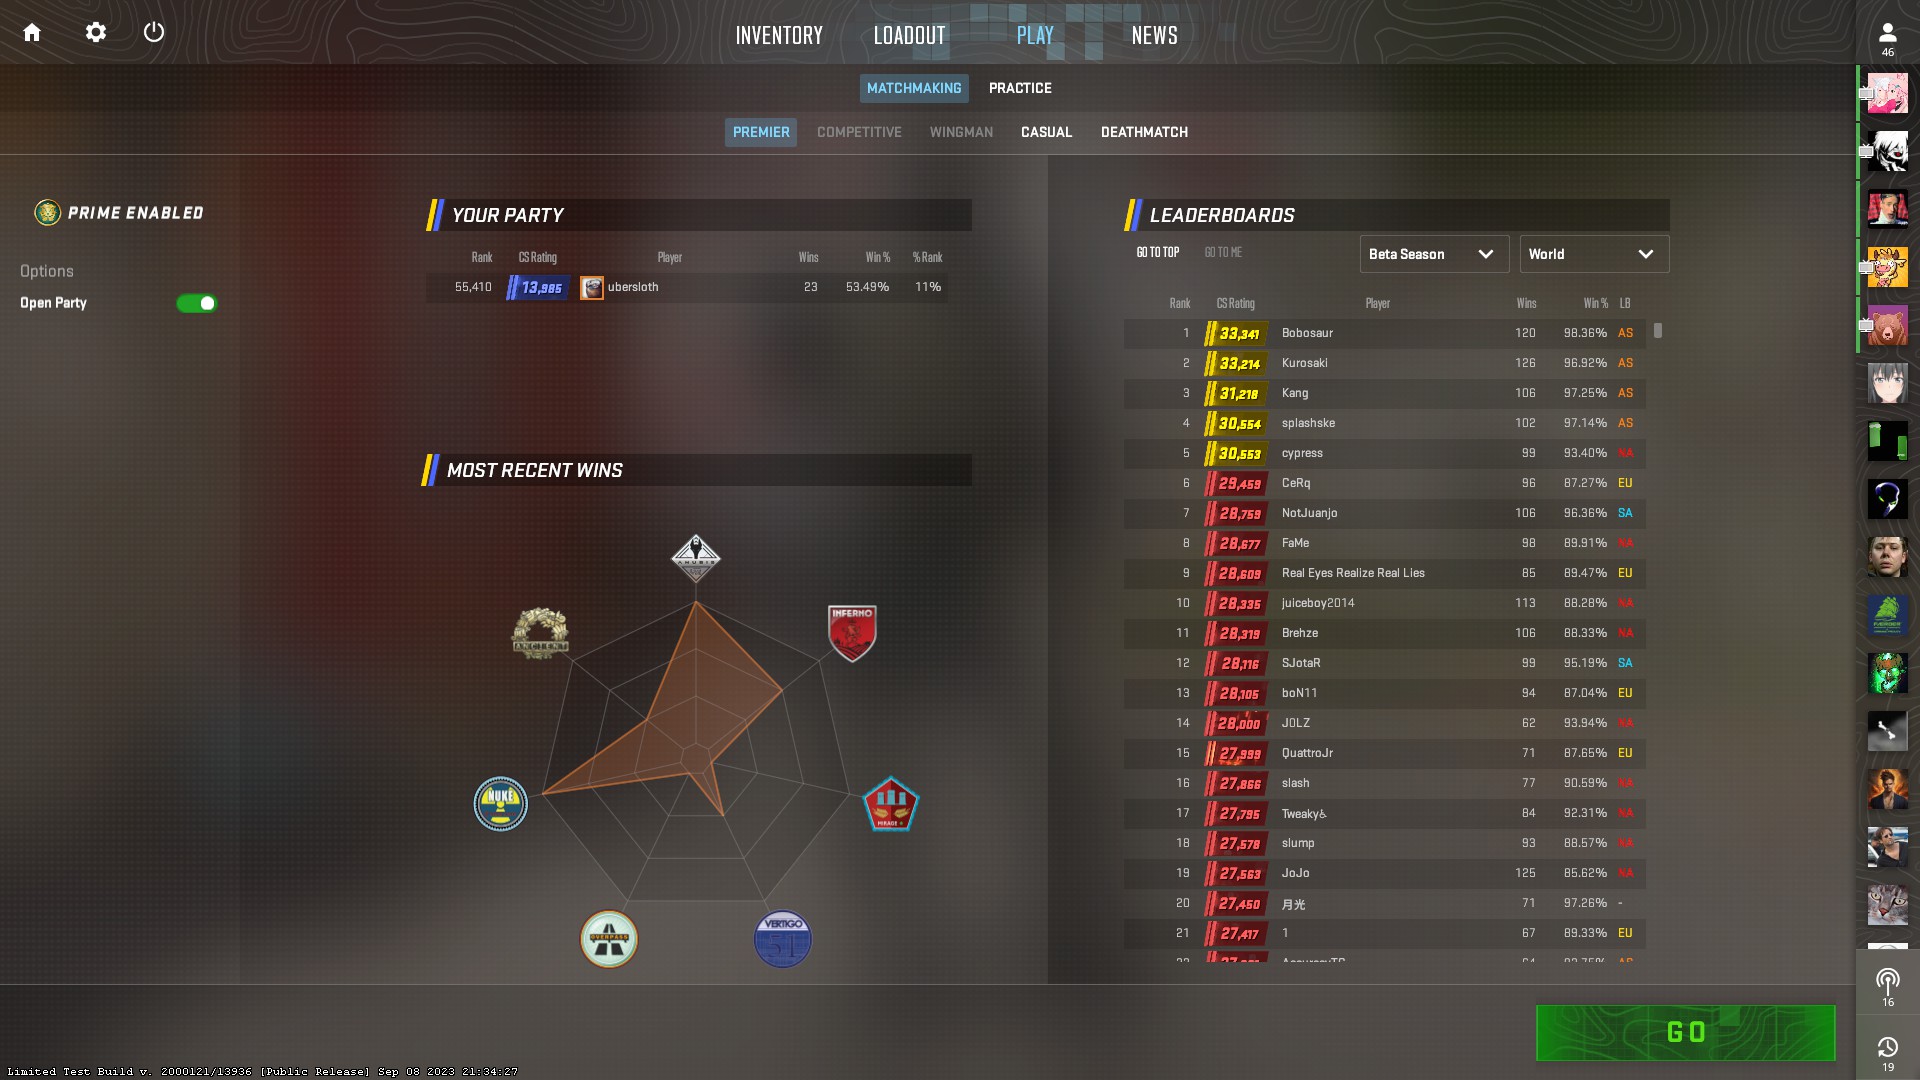 INVENTORY LOADOUT PLAY NEWS
46
MATCHMAKING PRACTICE
PREMIER COMPETITIVE WINGMAN CASUAL DEATHMATCH
PRIME ENABLED
Options
Open Party
YOUR PARTY
Rank CS Rating Player Wins Win % % Rank
55,410 13,985 ubersloth 23 53.49% 11%
MOST RECENT WINS
ANUBIS
INFERNO
ANCIENT
NUKE
MIRAGE
OVERPASS
VERTIGO
51
LEADERBOARDS
GO TO TOP GO TO ME Beta Season World
Rank CS Rating Player Wins Win % LB
1 33,341 Bobosaur 120 98.36% AS
2 33,214 Kurosaki 126 96.92% AS
3 31,218 Kang 106 97.25% AS
4 30,554 splashske 102 97.14% AS
5 30,553 cypress 99 93.40% NA
6 29,459 CeRq 96 87.27% EU
7 28,759 NotJuanjo 106 96.36% SA
8 28,677 FaMe 98 89.91% NA
9 28,609 Real Eyes Realize Real Lies 85 89.47% EU
10 28,335 juiceboy2014 113 88.28% NA
11 28,319 Brehze 106 88.33% NA
12 28,116 SJotaR 99 95.19% SA
13 28,105 boN11 94 87.04% EU
14 28,000 J0LZ 62 93.94% NA
15 27,999 QuattroJr 71 87.65% EU
16 27,866 slash 77 90.59% NA
17 27,795 Tweaky♿ 84 92.31% NA
18 27,578 slump 93 88.57% NA
19 27,563 JoJo 125 85.62% NA
20 27,450 月光 71 97.26% -
21 27,417 1 67 89.33% EU
GO
16
19
Limited Test Build v. 2000121/13936 [Public Release] Sep 08 2023 21:34:27